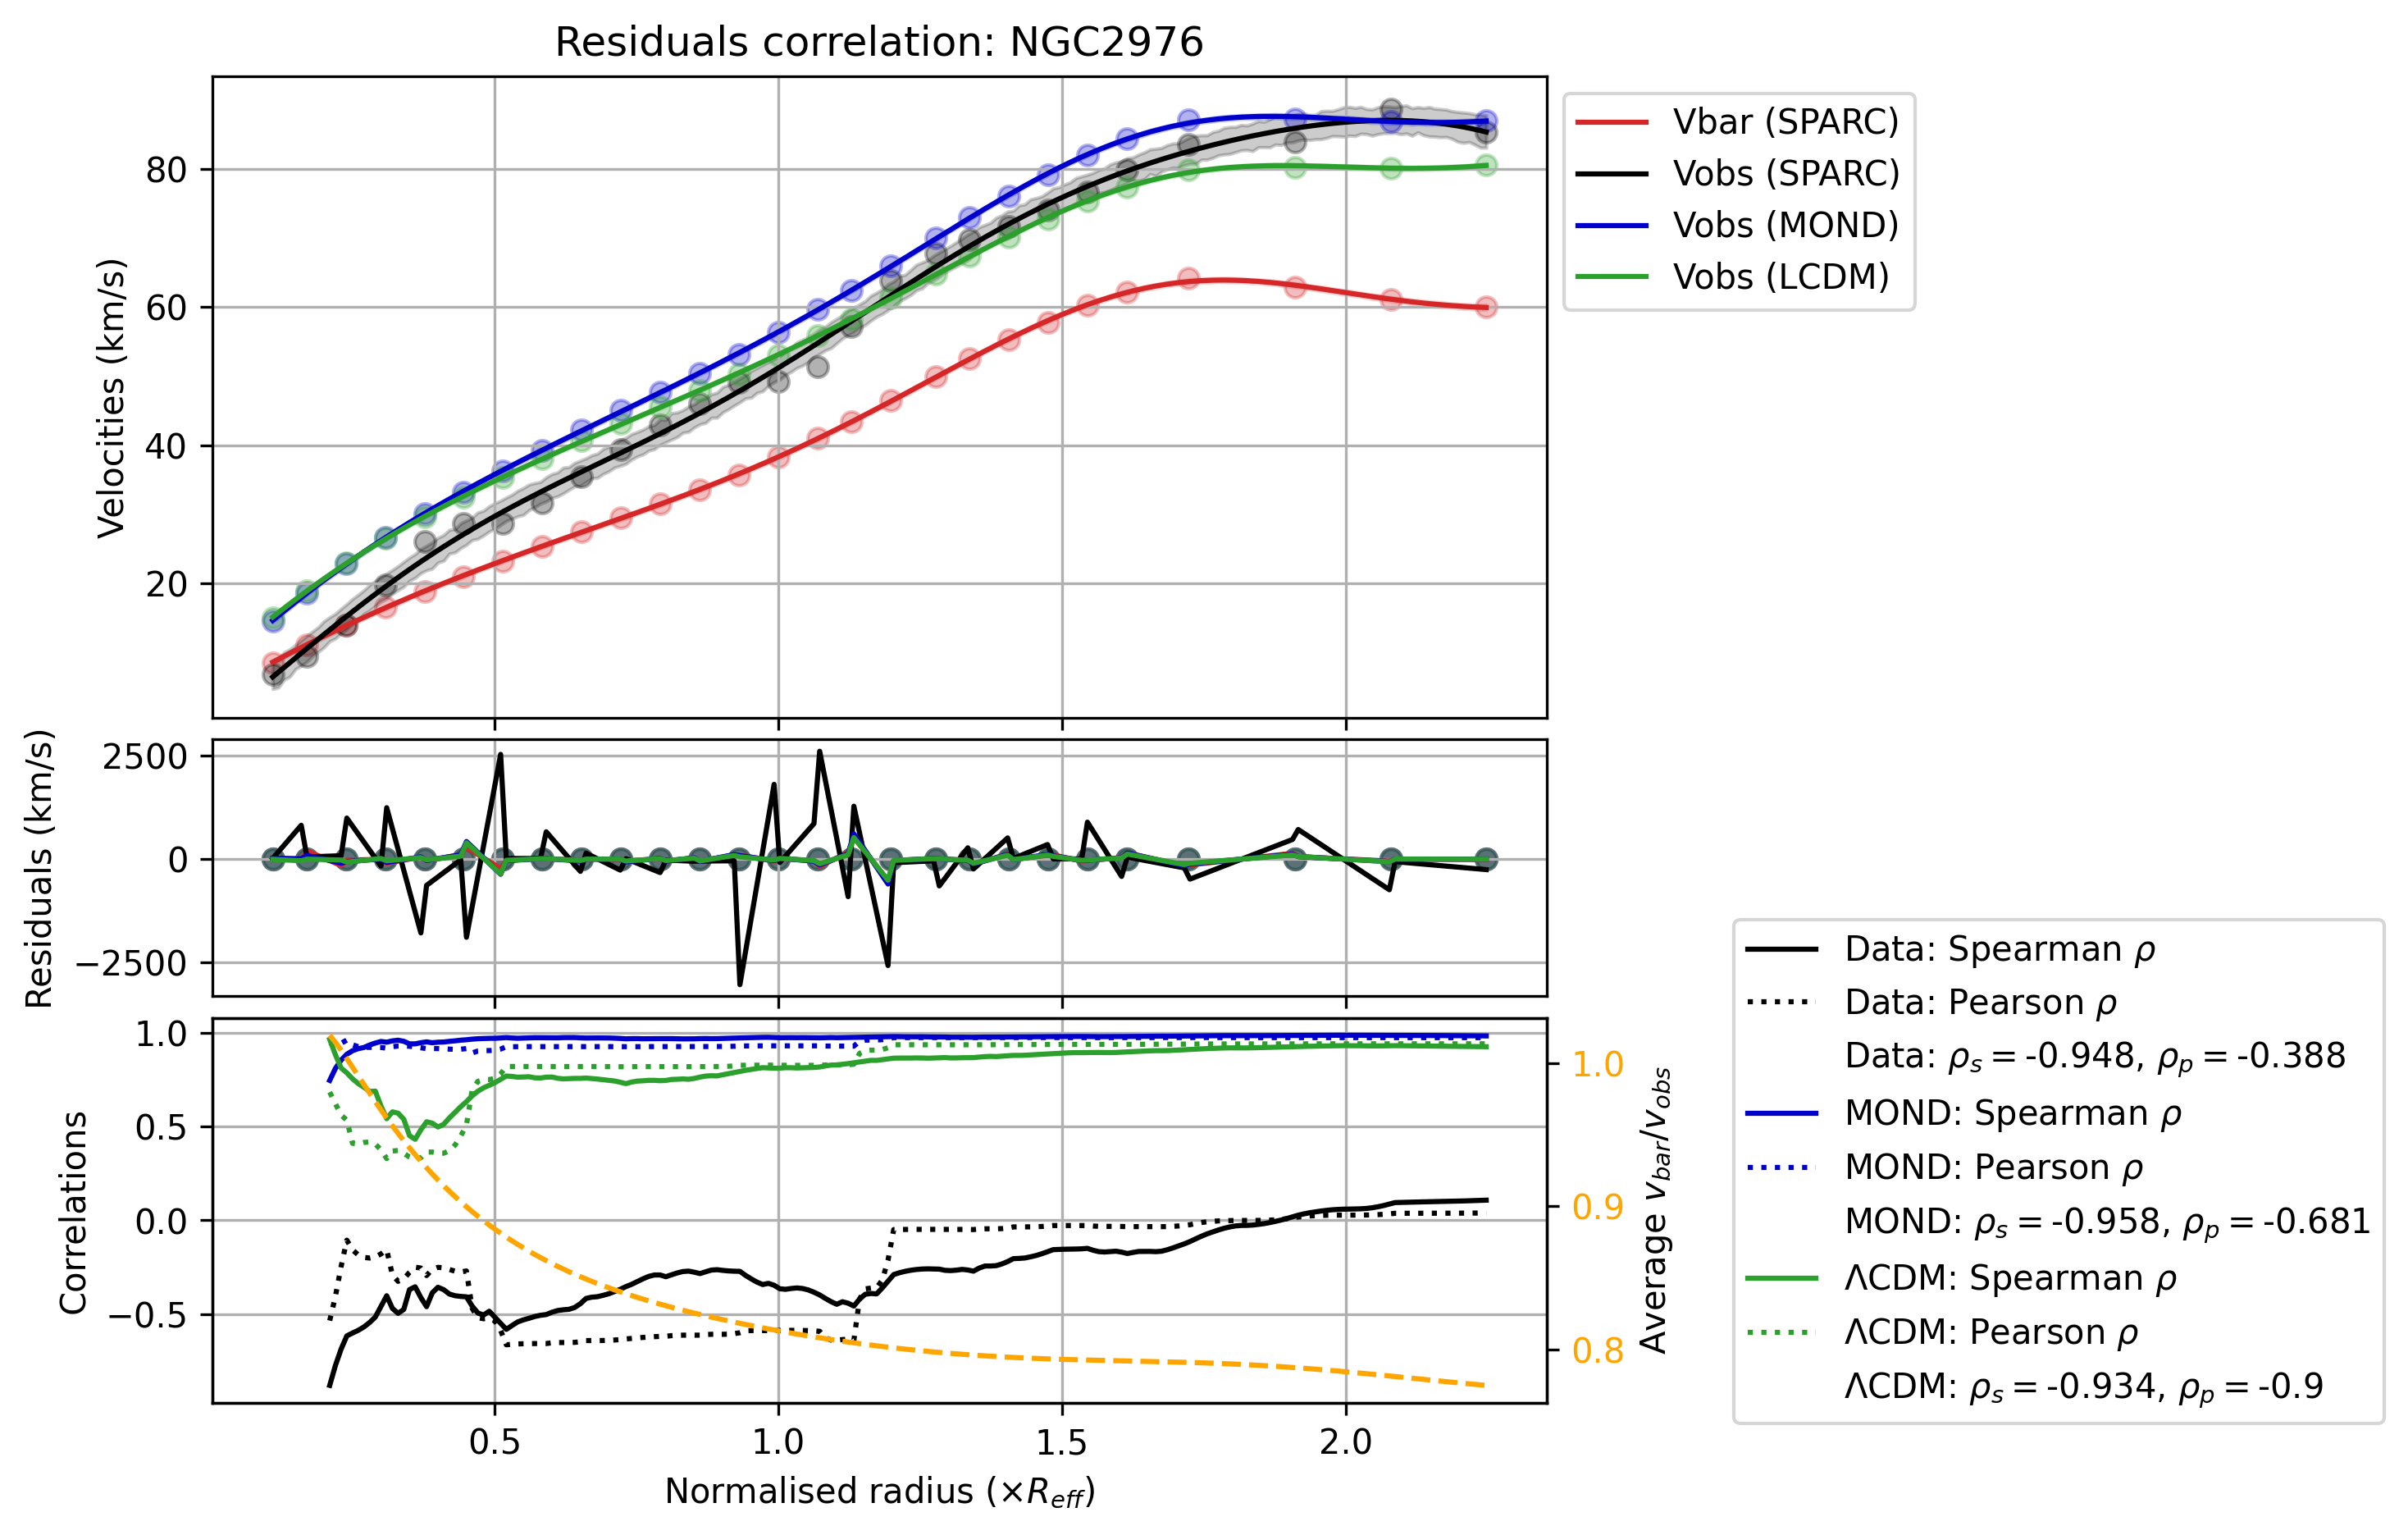 Residuals correlation: NGC2976
Velocities (km/s)
80
60
40
20
Vbar (SPARC)
Vobs (SPARC)
Vobs (MOND)
Vobs (LCDM)
Residuals (km/s)
2500
0
−2500
Correlations
1.0
0.5
0.0
−0.5
1.0
0.9
0.8
Average v_bar/v_obs
0.5 1.0 1.5 2.0
Normalised radius (×R_eff)
Data: Spearman ρ
Data: Pearson ρ
Data: ρ_s = -0.948, ρ_p = -0.388
MOND: Spearman ρ
MOND: Pearson ρ
MOND: ρ_s = -0.958, ρ_p = -0.681
ΛCDM: Spearman ρ
ΛCDM: Pearson ρ
ΛCDM: ρ_s = -0.934, ρ_p = -0.9